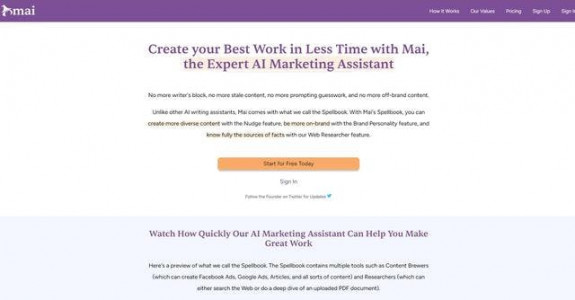 mai
How It Works Our Values Pricing Sign Up Sign I
Create your Best Work in Less Time with Mai,
the Expert AI Marketing Assistant
No more writer's block, no more stale content, no more prompting guesswork, and no more off-brand content.
Unlike other AI writing assistants, Mai comes with what we call the Spellbook. With Mai's Spellbook, you can
create more diverse content with the Nudge feature, be more on-brand with the Brand Personality feature, and
know fully the sources of facts with our Web Researcher feature.
Start for Free Today
Sign In
Follow the Founder on Twitter for Updates
Watch How Quickly Our AI Marketing Assistant Can Help You Make
Great Work
Here's a preview of what we call the Spellbook. The Spellbook contains multiple tools such as Content Brewers
(which can create Facebook Ads, Google Ads, Articles, and all sorts of content) and Researchers (which can
either search the Web or do a deep dive of an uploaded PDF document).